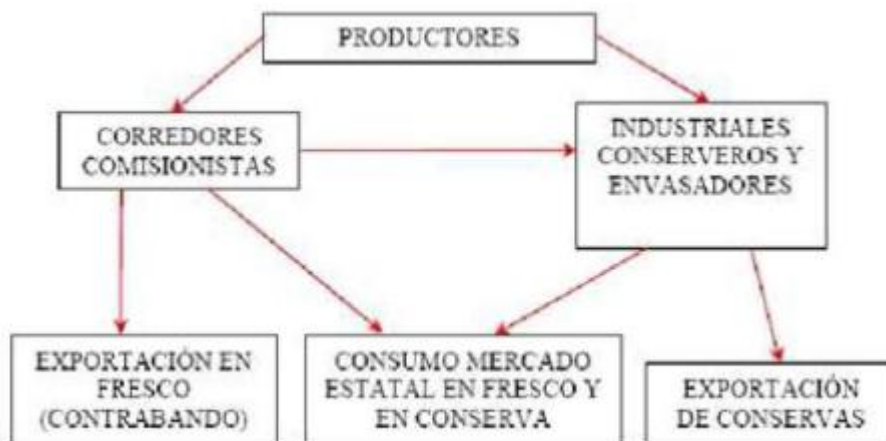 PRODUCTORES
CORREDORES
COMISIONISTAS
INDUSTRIALES
CONSERVEROS Y
ENVASADORES
EXPORTACIÓN EN
FRESCO
(CONTRABANDO)
CONSUMO MERCADO
ESTATAL EN FRESCO Y
EN CONSERVA
EXPORTACIÓN
DE CONSERVAS